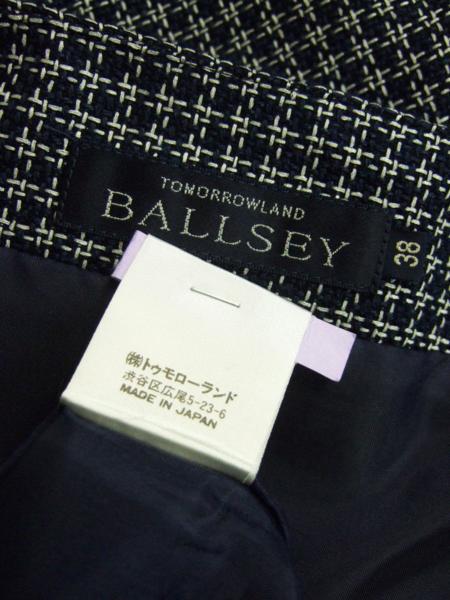 TOMORROWLAND
BALLSEY
38
㈱トゥモローランド
渋谷区広尾5-23-6
MADE IN JAPAN